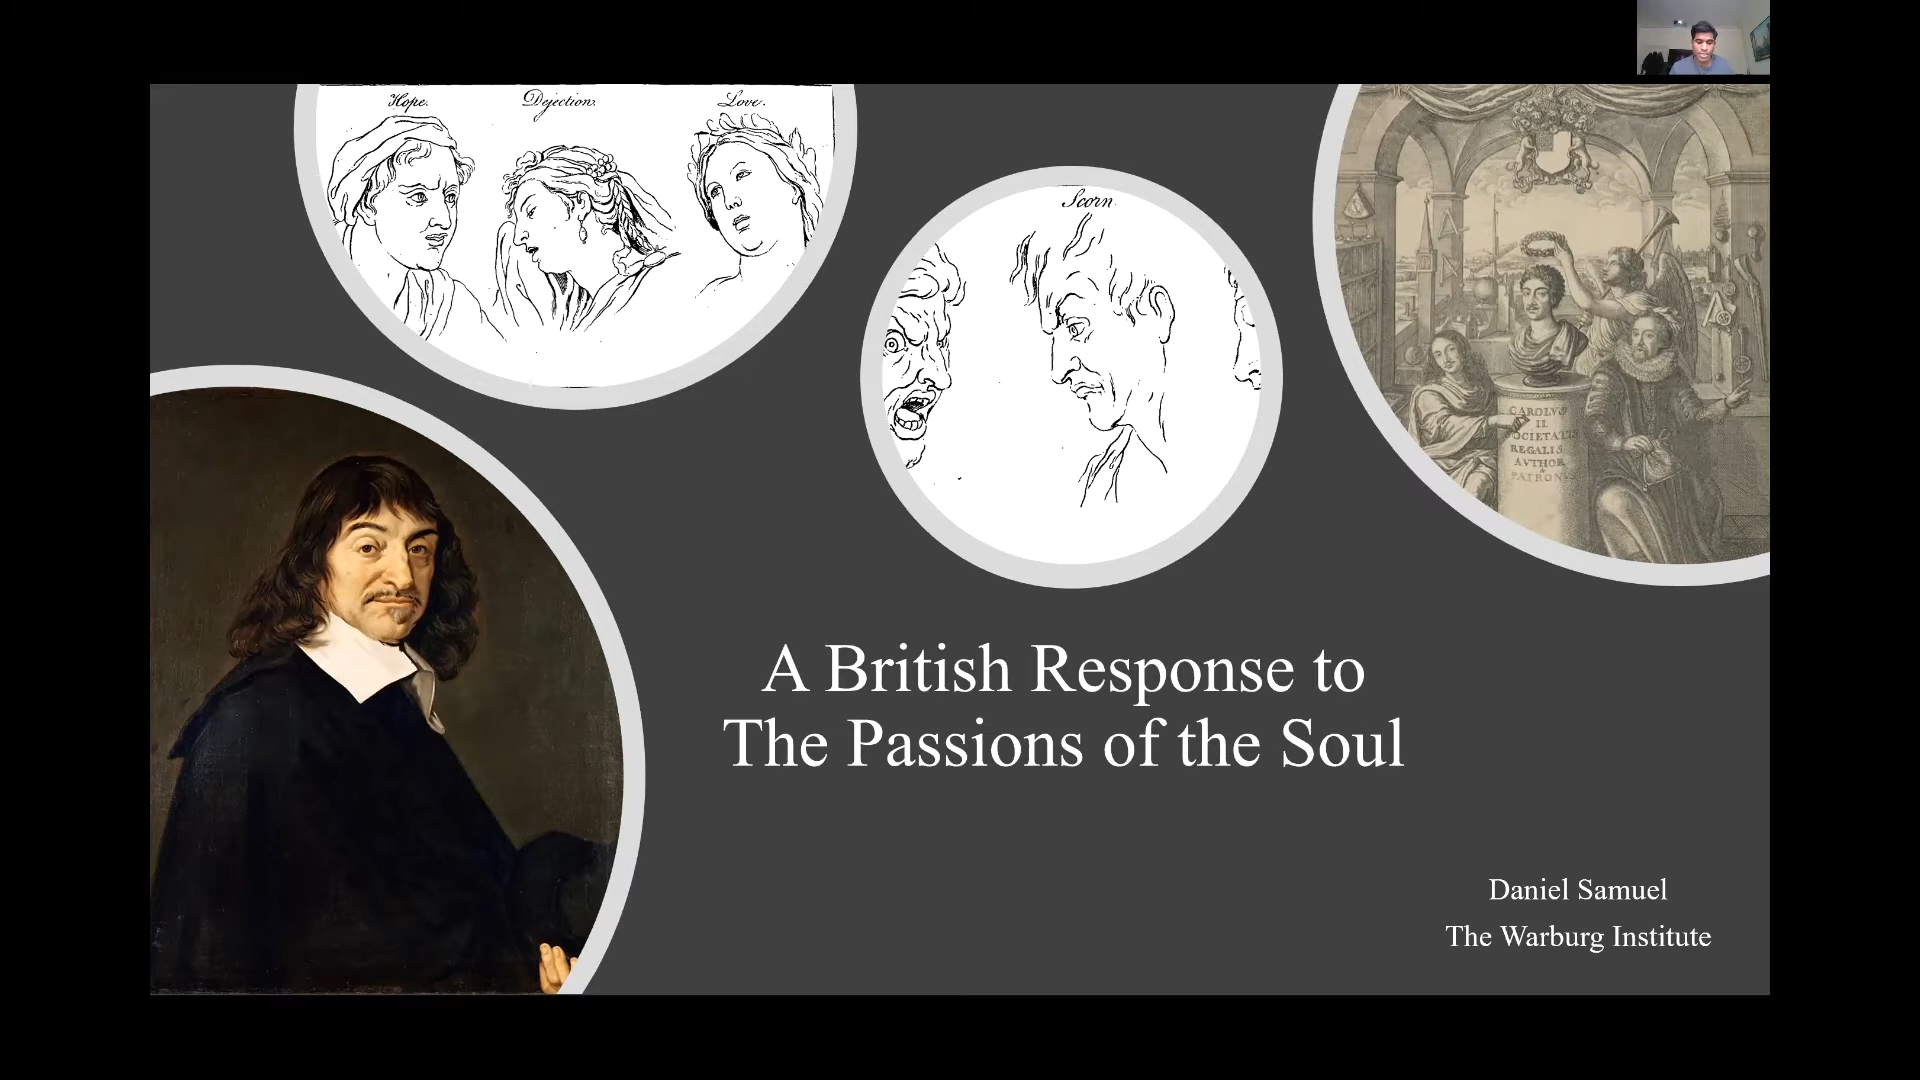 Hope.
Dejection.
Love.
Scorn
CAROLVS
II
SOCIETATIS
REGALIS
AVTHOR
&
PATRONVS
A British Response to
The Passions of the Soul
Daniel Samuel
The Warburg Institute